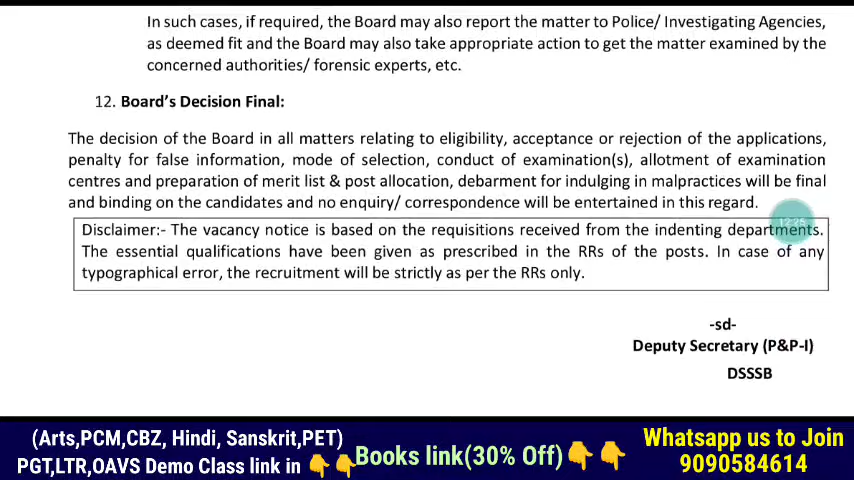 In such cases, if required, the Board may also report the matter to Police/ Investigating Agencies,
as deemed fit and the Board may also take appropriate action to get the matter examined by the
concerned authorities/ forensic experts, etc.
12. Board's Decision Final:
The decision of the Board in all matters relating to eligibility, acceptance or rejection of the applications,
penalty for false information, mode of selection, conduct of examination(s), allotment of examination
centres and preparation of merit list & post allocation, debarment for indulging in malpractices will be final
and binding on the candidates and no enquiry/ correspondence will be entertained in this regard.
12:25
Disclaimer:- The vacancy notice is based on the requisitions received from the indenting departments.
The essential qualifications have been given as prescribed in the RRs of the posts. In case of any
typographical error, the recruitment will be strictly as per the RRs only.
-sd-
Deputy Secretary (P&P-I)
DSSSB
(Arts,PCM,CBZ, Hindi, Sanskrit,PET)
PGT,LTR,OAVS Demo Class link in 👇👇
Books link(30% Off)👇👇
Whatsapp us to Join
9090584614